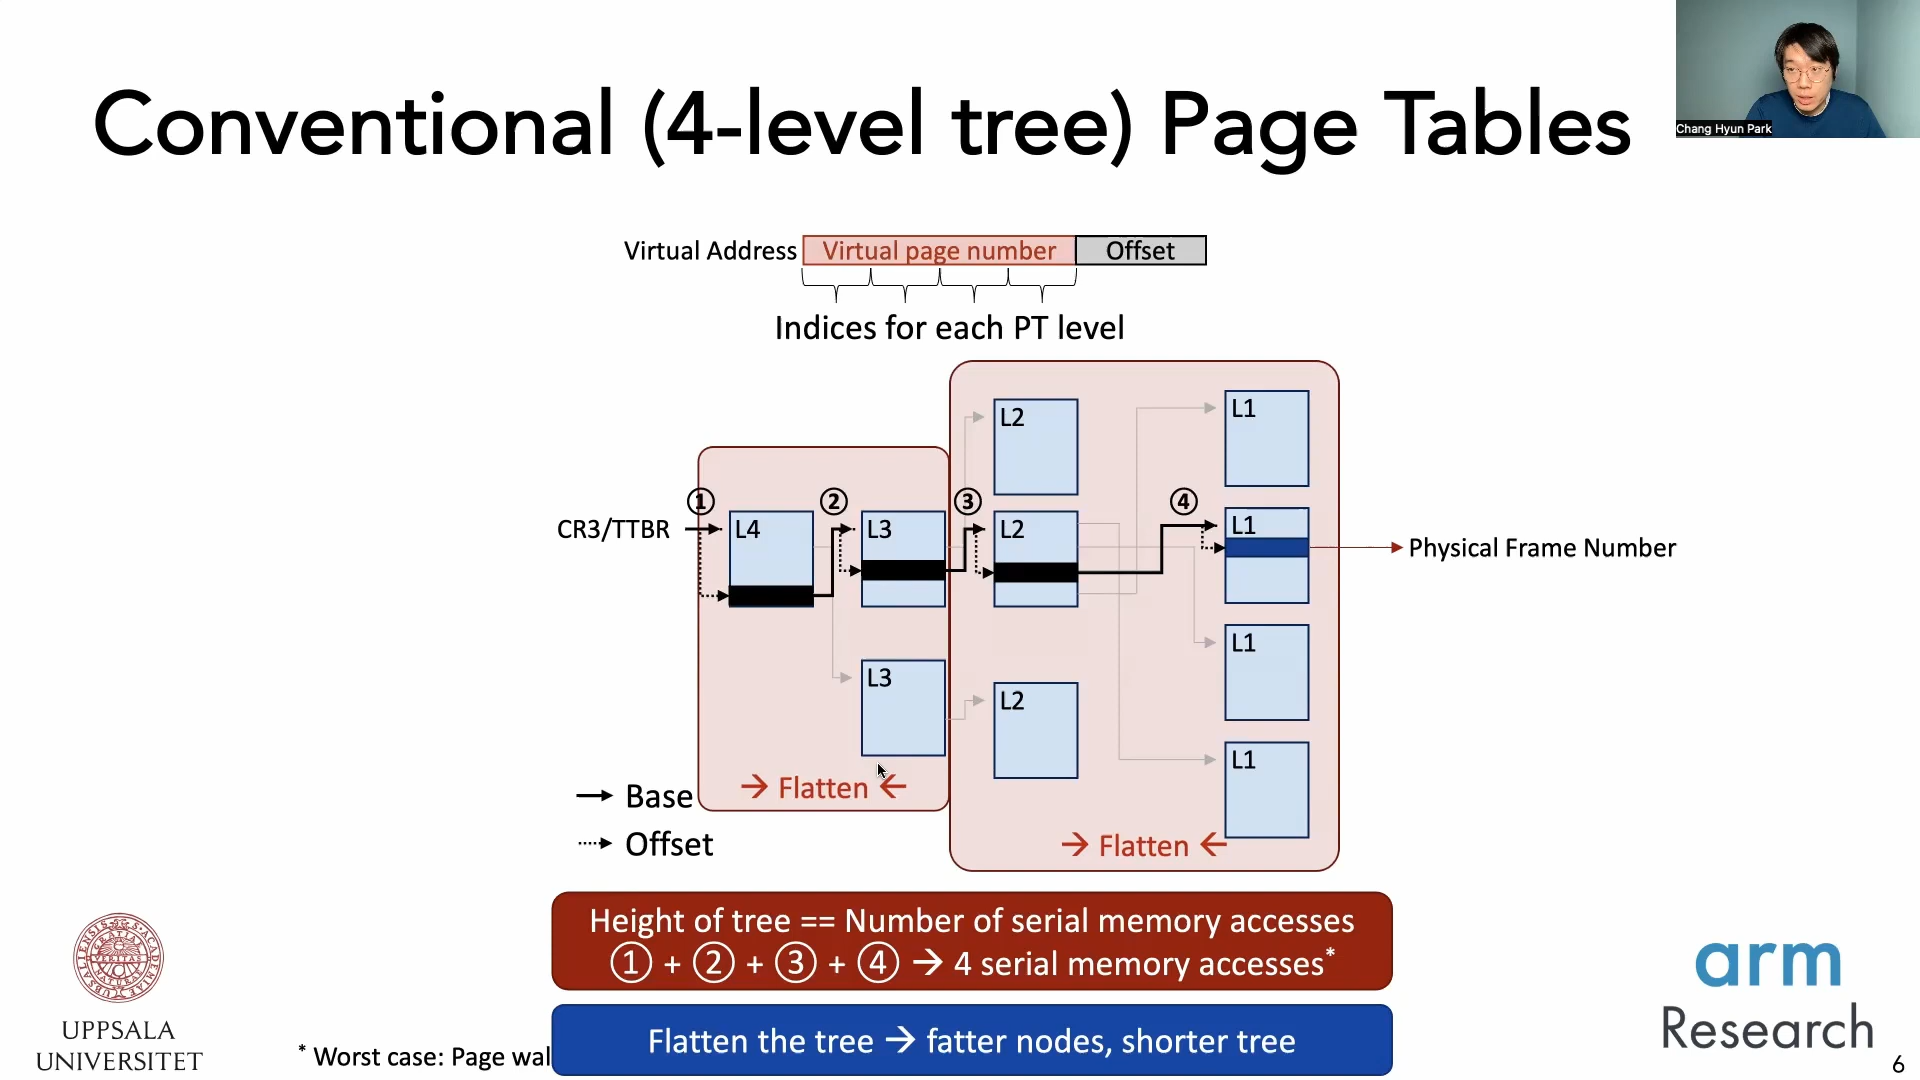 Conventional (4-level tree) Page Tables
Chang Hyun Park
Virtual Address Virtual page number Offset
Indices for each PT level
L2
L1
① ② ③ ④
CR3/TTBR L4 L3 L2 L1 Physical Frame Number
L3
L2
L1
L1
→ Flatten ←
→ Flatten ←
Base
Offset
Height of tree == Number of serial memory accesses
① + ② + ③ + ④ → 4 serial memory accesses*
Flatten the tree → fatter nodes, shorter tree
* Worst case: Page wal
UPPSALA
UNIVERSITET
arm
Research
6